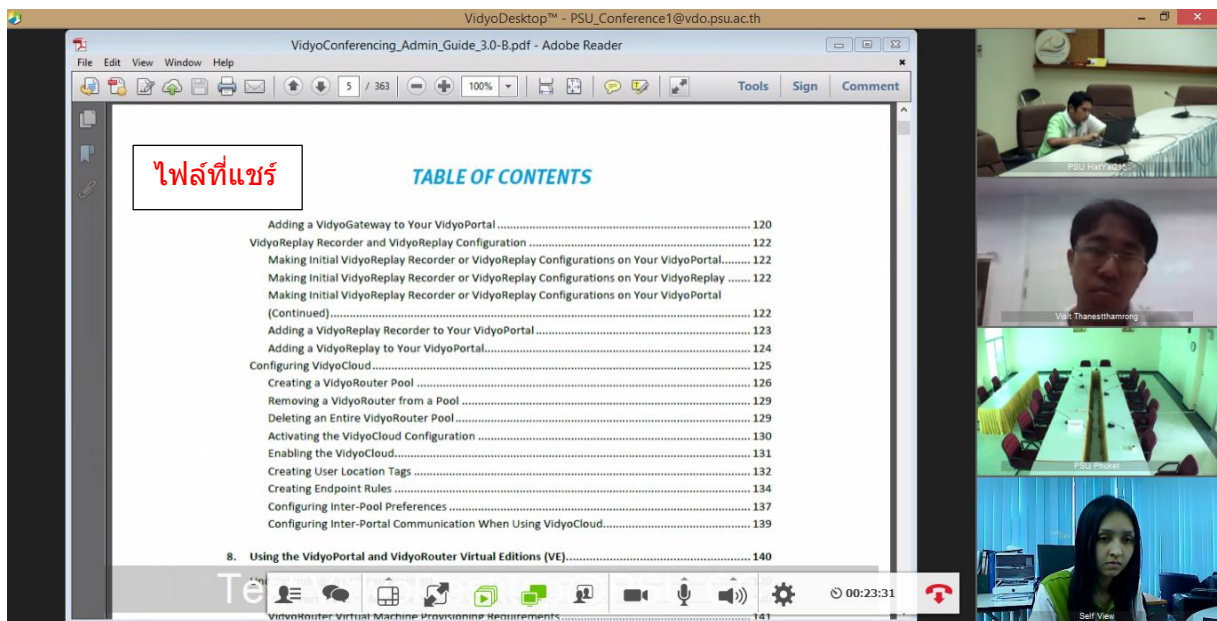 VidyoDesktop™ - PSU_Conference1@vdo.psu.ac.th
VidyoConferencing_Admin_Guide_3.0-B.pdf - Adobe Reader
File Edit View Window Help
5 / 363 100% Tools Sign Comment
ไฟล์ที่แชร์
TABLE OF CONTENTS
Adding a VidyoGateway to Your VidyoPortal 120
VidyoReplay Recorder and VidyoReplay Configuration 122
Making Initial VidyoReplay Recorder or VidyoReplay Configurations on Your VidyoPortal 122
Making Initial VidyoReplay Recorder or VidyoReplay Configurations on Your VidyoReplay 122
Making Initial VidyoReplay Recorder or VidyoReplay Configurations on Your VidyoPortal
(Continued) 122
Adding a VidyoReplay Recorder to Your VidyoPortal 123
Adding a VidyoReplay to Your VidyoPortal 124
Configuring VidyoCloud 125
Creating a VidyoRouter Pool 126
Removing a VidyoRouter from a Pool 129
Deleting an Entire VidyoRouter Pool 129
Activating the VidyoCloud Configuration 130
Enabling the VidyoCloud 131
Creating User Location Tags 132
Creating Endpoint Rules 134
Configuring Inter-Pool Preferences 137
Configuring Inter-Portal Communication When Using VidyoCloud 139
8. Using the VidyoPortal and VidyoRouter Virtual Editions (VE) 140
00:23:31
VidyoRouter Virtual Machine Provisioning Requirements 141
PSU HatYai215
Visit Thanestthamrong
PSU Phuket
Self View